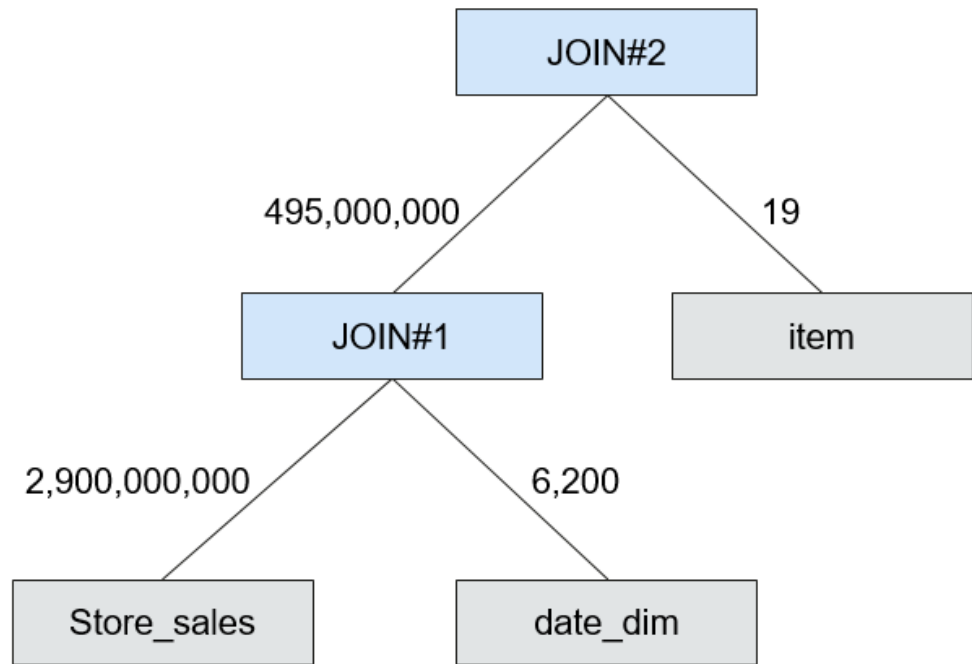 JOIN#2
495,000,000
19
JOIN#1
item
2,900,000,000
6,200
Store_sales
date_dim